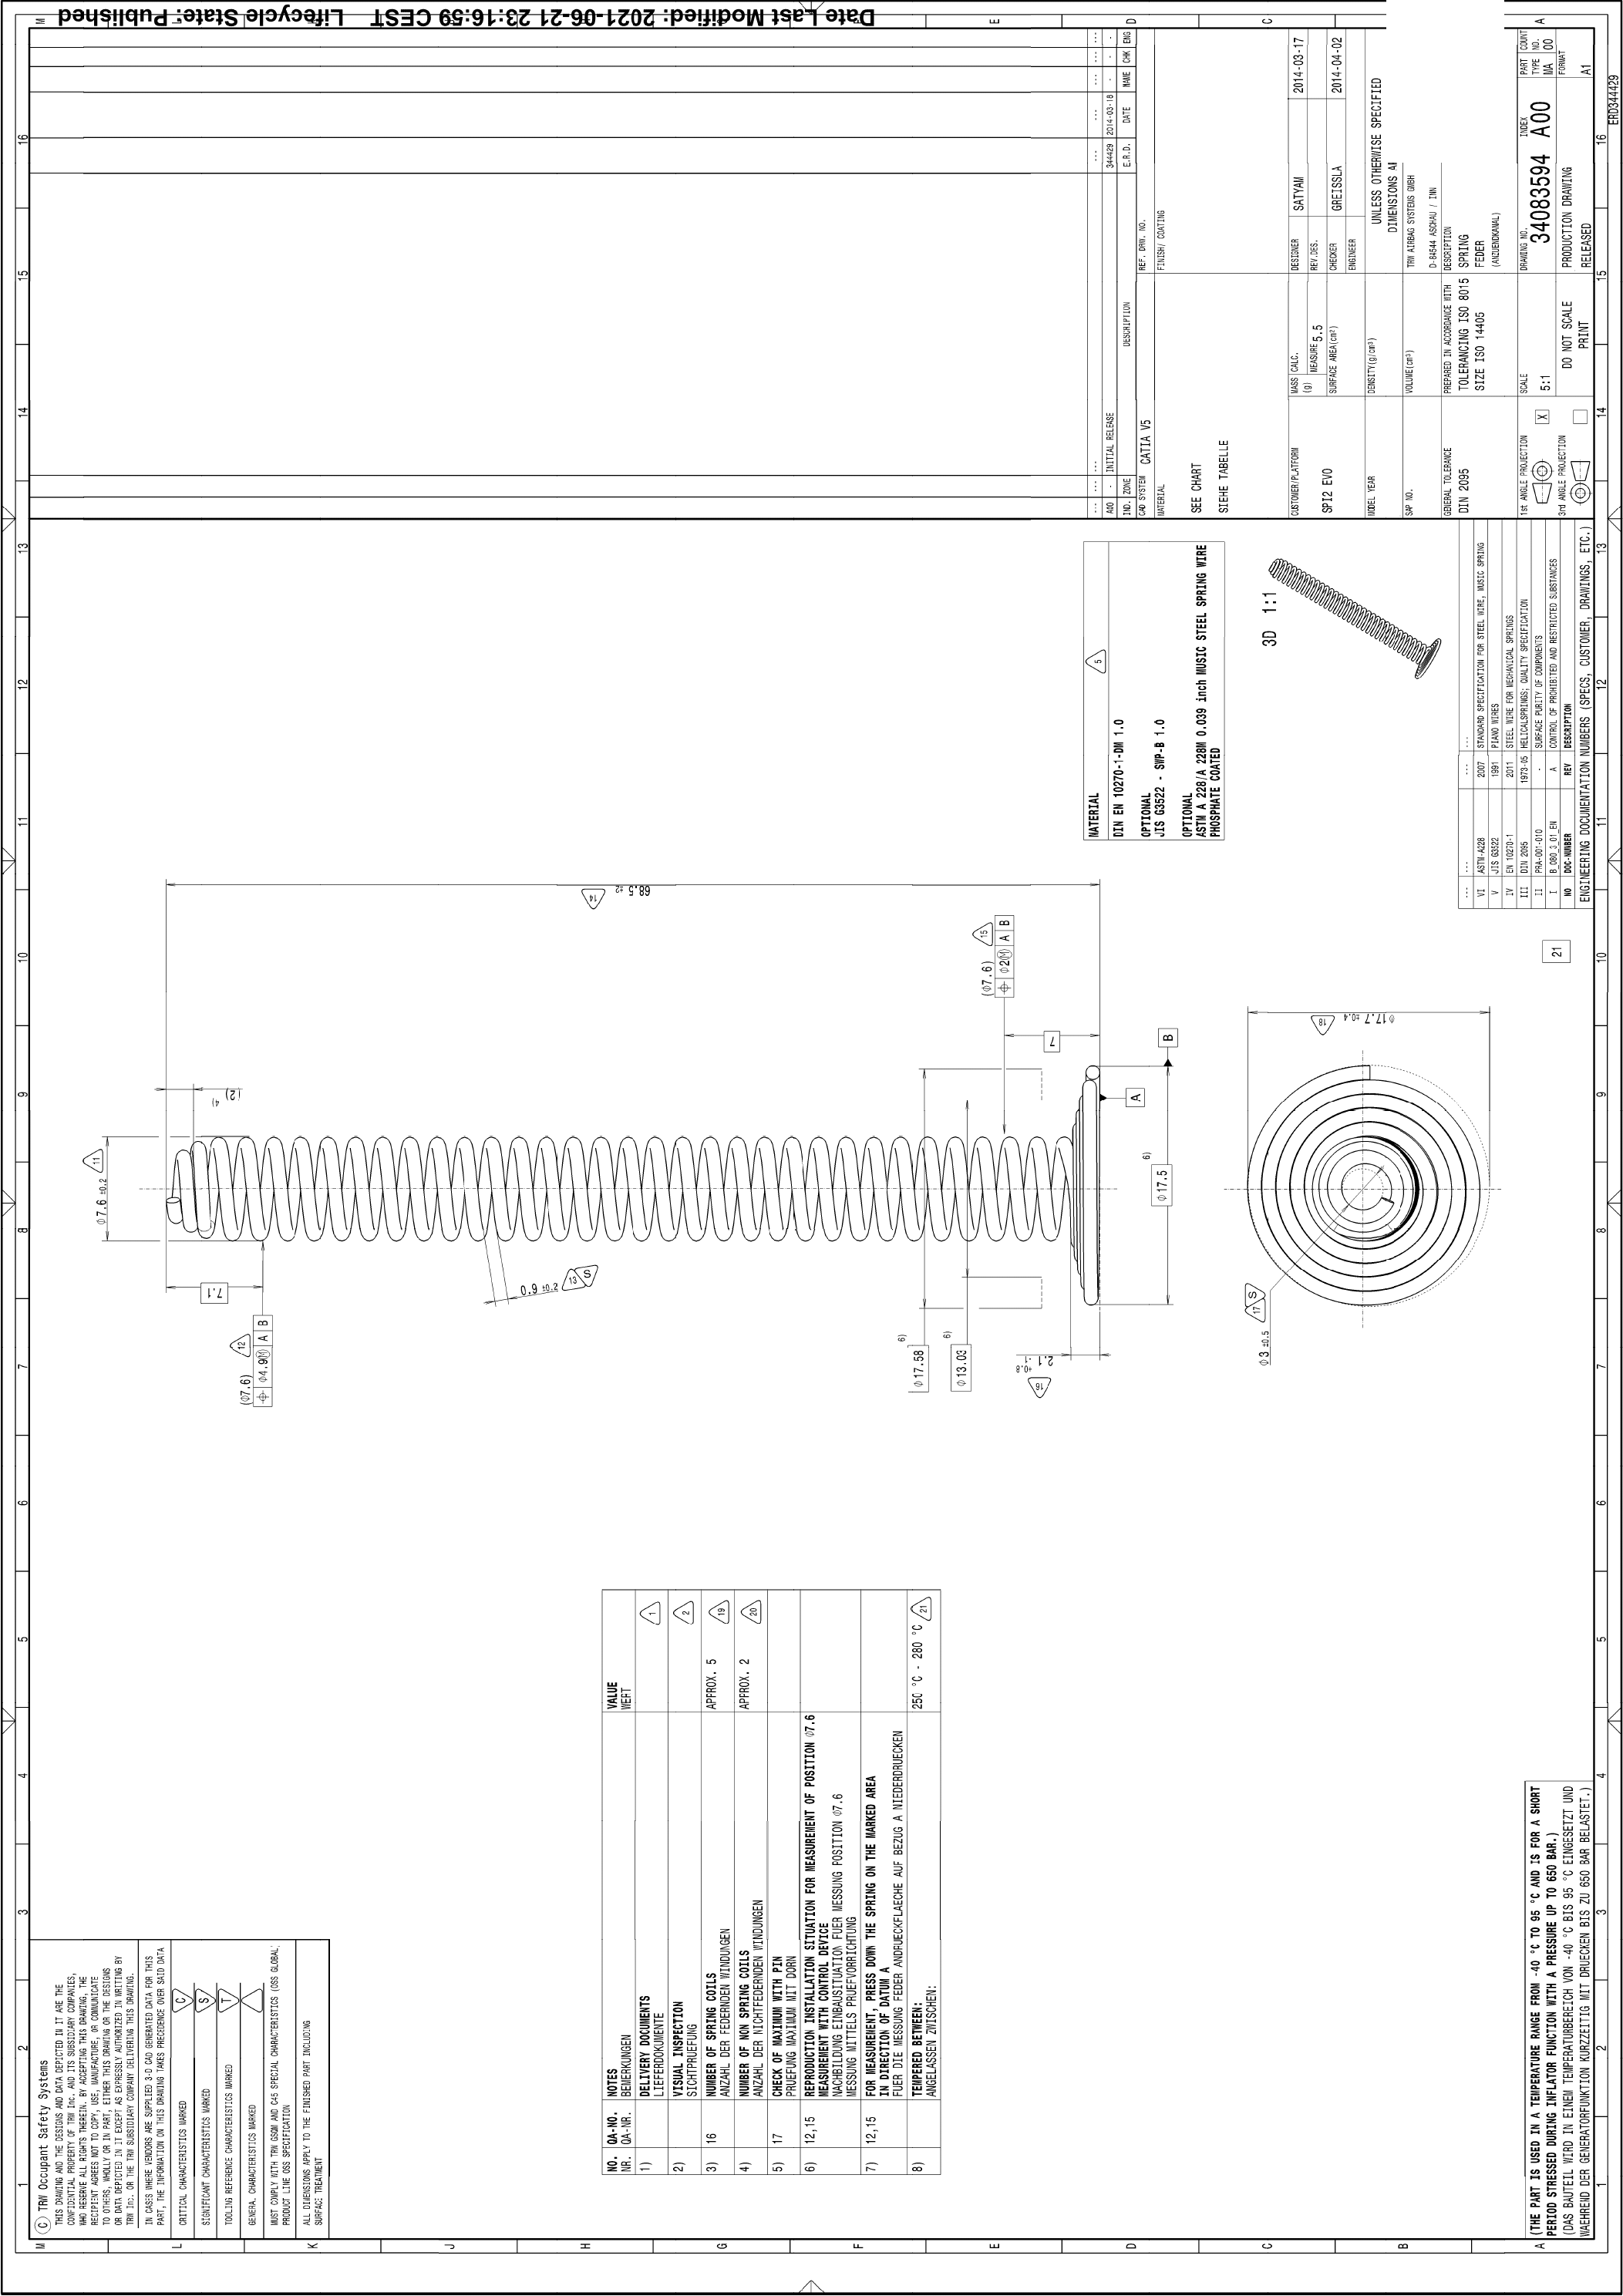 Date Last Modified: 2021-06-21 23:16:59 CEST Lifecycle State: Published
C TRW Occupant Safety Systems
THIS DRAWING AND THE DESIGNS AND DATA DEPICTED IN IT ARE THE
CONFIDENTIAL PROPERTY OF TRW Inc. AND ITS SUBSIDIARY COMPANIES,
WHO RESERVE ALL RIGHTS THEREIN. BY ACCEPTING THIS DRAWING, THE
RECIPIENT AGREES NOT TO COPY, USE, MANUFACTURE, OR COMMUNICATE
TO OTHERS, WHOLLY OR IN PART, EITHER THIS DRAWING OR THE DESIGNS
OR DATA DEPICTED IN IT EXCEPT AS EXPRESSLY AUTHORIZED IN WRITING BY
TRW Inc. OR THE TRW SUBSIDIARY COMPANY DELIVERING THIS DRAWING.
IN CASES WHERE VENDORS ARE SUPPLIED 3-D CAD GENERATED DATA FOR THIS
PART, THE INFORMATION ON THIS DRAWING TAKES PRECEDENCE OVER SAID DATA
CRITICAL CHARACTERISTICS MARKED C
SIGNIFICANT CHARACTERISTICS MARKED S
TOOLING REFERENCE CHARACTERISTICS MARKED T
GENERA. CHARACTERISTICS MARKED
MUST COMPLY WITH TRW GSQM AND C45 SPECIAL CHARACTERISTICS (OSS GLOBAL)
PRODUCT LINE OSS SPECIFICATION
ALL DIMENSIONS APPLY TO THE FINISHED PART INCLUDING
SURFACE TREATMENT
NO. QA-NO. NOTES VALUE
NR. QA-NR. BEMERKUNGEN WERT
1) DELIVERY DOCUMENTS 1
LIEFERDOKUMENTE
2) VISUAL INSPECTION 2
SICHTPRUEFUNG
3) 16 NUMBER OF SPRING COILS APPROX. 5 19
ANZAHL DER FEDERNDEN WINDUNGEN
4) NUMBER OF NON SPRING COILS APPROX. 2 20
ANZAHL DER NICHTFEDERNDEN WINDUNGEN
5) 17 CHECK OF MAXIMUM WITH PIN
PRUEFUNG MAXIMUM MIT DORN
6) 12,15 REPRODUCTION INSTALLATION SITUATION FOR MEASUREMENT OF POSITION Ø7.6
MEASUREMENT WITH CONTROL DEVICE
NACHBILDUNG EINBAUSITUATION FUER MESSUNG POSITION Ø7.6
MESSUNG MITTELS PRUEFVORRICHTUNG
7) 12,15 FOR MEASUREMENT, PRESS DOWN THE SPRING ON THE MARKED AREA
IN DIRECTION OF DATUM A
FUER DIE MESSUNG FEDER ANDRUECKFLAECHE AUF BEZUG A NIEDERDRUECKEN
8) TEMPERED BETWEEN: 250 °C - 280 °C 21
ANGELASSEN ZWISCHEN:
(THE PART IS USED IN A TEMPERATURE RANGE FROM -40 °C TO 95 °C AND IS FOR A SHORT
PERIOD STRESSED DURING INFLATOR FUNCTION WITH A PRESSURE UP TO 650 BAR.)
(DAS BAUTEIL WIRD IN EINEM TEMPERATURBEREICH VON -40 °C BIS 95 °C EINGESETZT UND
WAEHREND DER GENERATORFUNKTION KURZZEITIG MIT DRUECKEN BIS ZU 650 BAR BELASTET.)
Ø7.6 ±0.2 11
(2) 4)
7.1
(Ø7.6) 12
Ø4.9Ⓜ A B
0.9 ±0.2 13 S
68.5 ±2 14
(Ø7.6) 15
Ø2Ⓜ A B
7
A
B
Ø17.5 6)
Ø17.58 6)
Ø13.03 6)
2.1 +0.8 -1 16
Ø3 ±0.5 17 S
Ø17.7 ±0.4 18
21
MATERIAL 5
DIN EN 10270-1-DM 1.0
OPTIONAL
JIS G3522 - SWP-B 1.0
OPTIONAL
ASTM A 228/A 228M 0.039 inch MUSIC STEEL SPRING WIRE
PHOSPHATE COATED
3D 1:1
--- --- --- ---
VI ASTM-A228 2007 STANDARD SPECIFICATION FOR STEEL WIRE, MUSIC SPRING
V JIS G3522 1991 PIANO WIRES
IV EN 10270-1 2011 STEEL WIRE FOR MECHANICAL SPRINGS
III DIN 2095 1973-05 HELICALSPRINGS; QUALITY SPECIFICATION
II PRA-001-010 - SURFACE PURITY OF COMPONENTS
I B_080_3_01_EN A CONTROL OF PROHIBITED AND RESTRICTED SUBSTANCES
NO DOC-NUMBER REV DESCRIPTION
ENGINEERING DOCUMENTATION NUMBERS (SPECS, CUSTOMER, DRAWINGS, ETC.)
--- --- --- --- --- --- ---
A00 - INITIAL RELEASE 344429 2014-03-18 - - -
IND. ZONE DESCRIPTION E.R.D. DATE NAME CHK ENG
CAD SYSTEM CATIA V5 REF. DRW. NO.
MATERIAL FINISH/ COATING
SEE CHART
SIEHE TABELLE
CUSTOMER/PLATFORM
SPI2 EVO
MASS CALC.
(g) MEASURE 5.5
SURFACE AREA(cm²)
DESIGNER SATYAM 2014-03-17
REV.DES.
CHECKER GREISSLA 2014-04-02
ENGINEER
MODEL YEAR
DENSITY(g/cm³)
UNLESS OTHERWISE SPECIFIED
DIMENSIONS
SAP NO.
VOLUME(cm³)
TRW AIRBAG SYSTEMS GMBH
D-84544 ASCHAU / INN
GENERAL TOLERANCE
DIN 2095
PREPARED IN ACCORDANCE WITH
TOLERANCING ISO 8015
SIZE ISO 14405
DESCRIPTION
SPRING
FEDER
(ANZUENDKANAL)
1st ANGLE PROJECTION X
3rd ANGLE PROJECTION
SCALE
5:1
DO NOT SCALE
PRINT
DRAWING NO. INDEX PART COUNT
34083594 A00
TYPE NO.
MA 00
PRODUCTION DRAWING
RELEASED
FORMAT
A1
ERD344429
1 2 3 4 5 6 7 8 9 10 11 12 13 14 15 16
M L K J H G F E D C B A